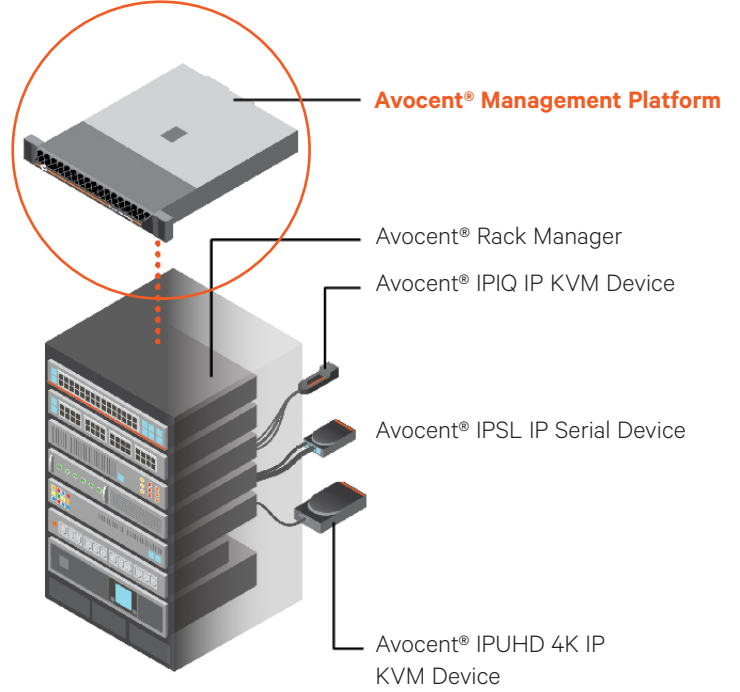 Avocent® Management Platform
Avocent® Rack Manager
Avocent® IPIQ IP KVM Device
Avocent® IPSL IP Serial Device
Avocent® IPUHD 4K IP
KVM Device